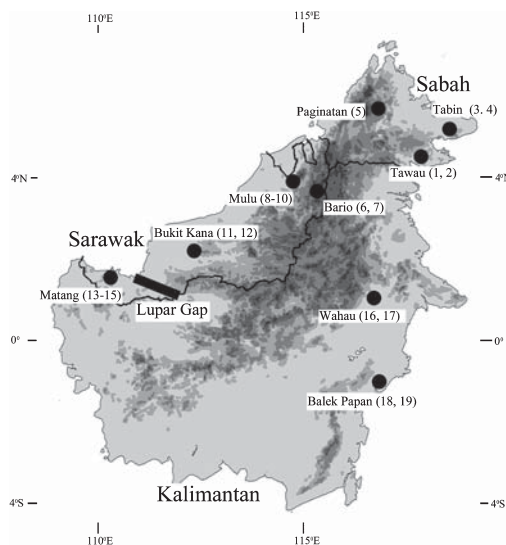 110°E
115°E
Sabah
Paginatan (5)
Tabin (3, 4)
Tawau (1, 2)
4°N
4°N
Mulu (8-10)
Bario (6, 7)
Bukit Kana (11, 12)
Sarawak
Matang (13-15)
Lupar Gap
Wahau (16, 17)
0°
0°
Balek Papan (18, 19)
Kalimantan
4°S
4°S
110°E
115°E